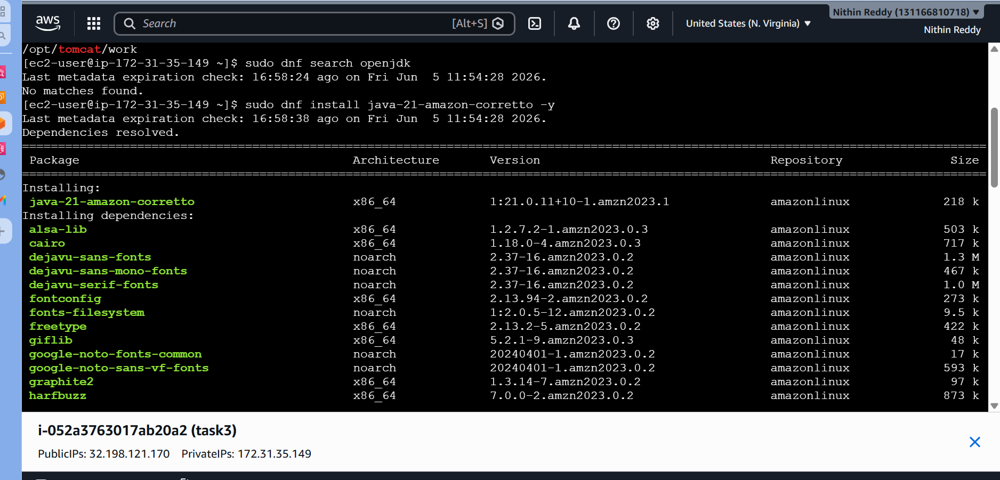 aws
Search [Alt+S]
United States (N. Virginia) ▼
Nithin Reddy (131166810718) ▼
Nithin Reddy
/opt/tomcat/work
[ec2-user@ip-172-31-35-149 ~]$ sudo dnf search openjdk
Last metadata expiration check: 16:58:24 ago on Fri Jun  5 11:54:28 2026.
No matches found.
[ec2-user@ip-172-31-35-149 ~]$ sudo dnf install java-21-amazon-corretto -y
Last metadata expiration check: 16:58:38 ago on Fri Jun  5 11:54:28 2026.
Dependencies resolved.
Package Architecture Version Repository Size
Installing:
java-21-amazon-corretto x86_64 1:21.0.11+10-1.amzn2023.1 amazonlinux 218 k
Installing dependencies:
alsa-lib x86_64 1.2.7.2-1.amzn2023.0.3 amazonlinux 503 k
cairo x86_64 1.18.0-4.amzn2023.0.3 amazonlinux 717 k
dejavu-sans-fonts noarch 2.37-16.amzn2023.0.2 amazonlinux 1.3 M
dejavu-sans-mono-fonts noarch 2.37-16.amzn2023.0.2 amazonlinux 467 k
dejavu-serif-fonts noarch 2.37-16.amzn2023.0.2 amazonlinux 1.0 M
fontconfig x86_64 2.13.94-2.amzn2023.0.2 amazonlinux 273 k
fonts-filesystem noarch 1:2.0.5-12.amzn2023.0.2 amazonlinux 9.5 k
freetype x86_64 2.13.2-5.amzn2023.0.2 amazonlinux 422 k
giflib x86_64 5.2.1-9.amzn2023.0.3 amazonlinux 48 k
google-noto-fonts-common noarch 20240401-1.amzn2023.0.2 amazonlinux 17 k
google-noto-sans-vf-fonts noarch 20240401-1.amzn2023.0.2 amazonlinux 593 k
graphite2 x86_64 1.3.14-7.amzn2023.0.2 amazonlinux 97 k
harfbuzz x86_64 7.0.0-2.amzn2023.0.2 amazonlinux 873 k
i-052a3763017ab20a2 (task3)
PublicIPs: 32.198.121.170 PrivateIPs: 172.31.35.149